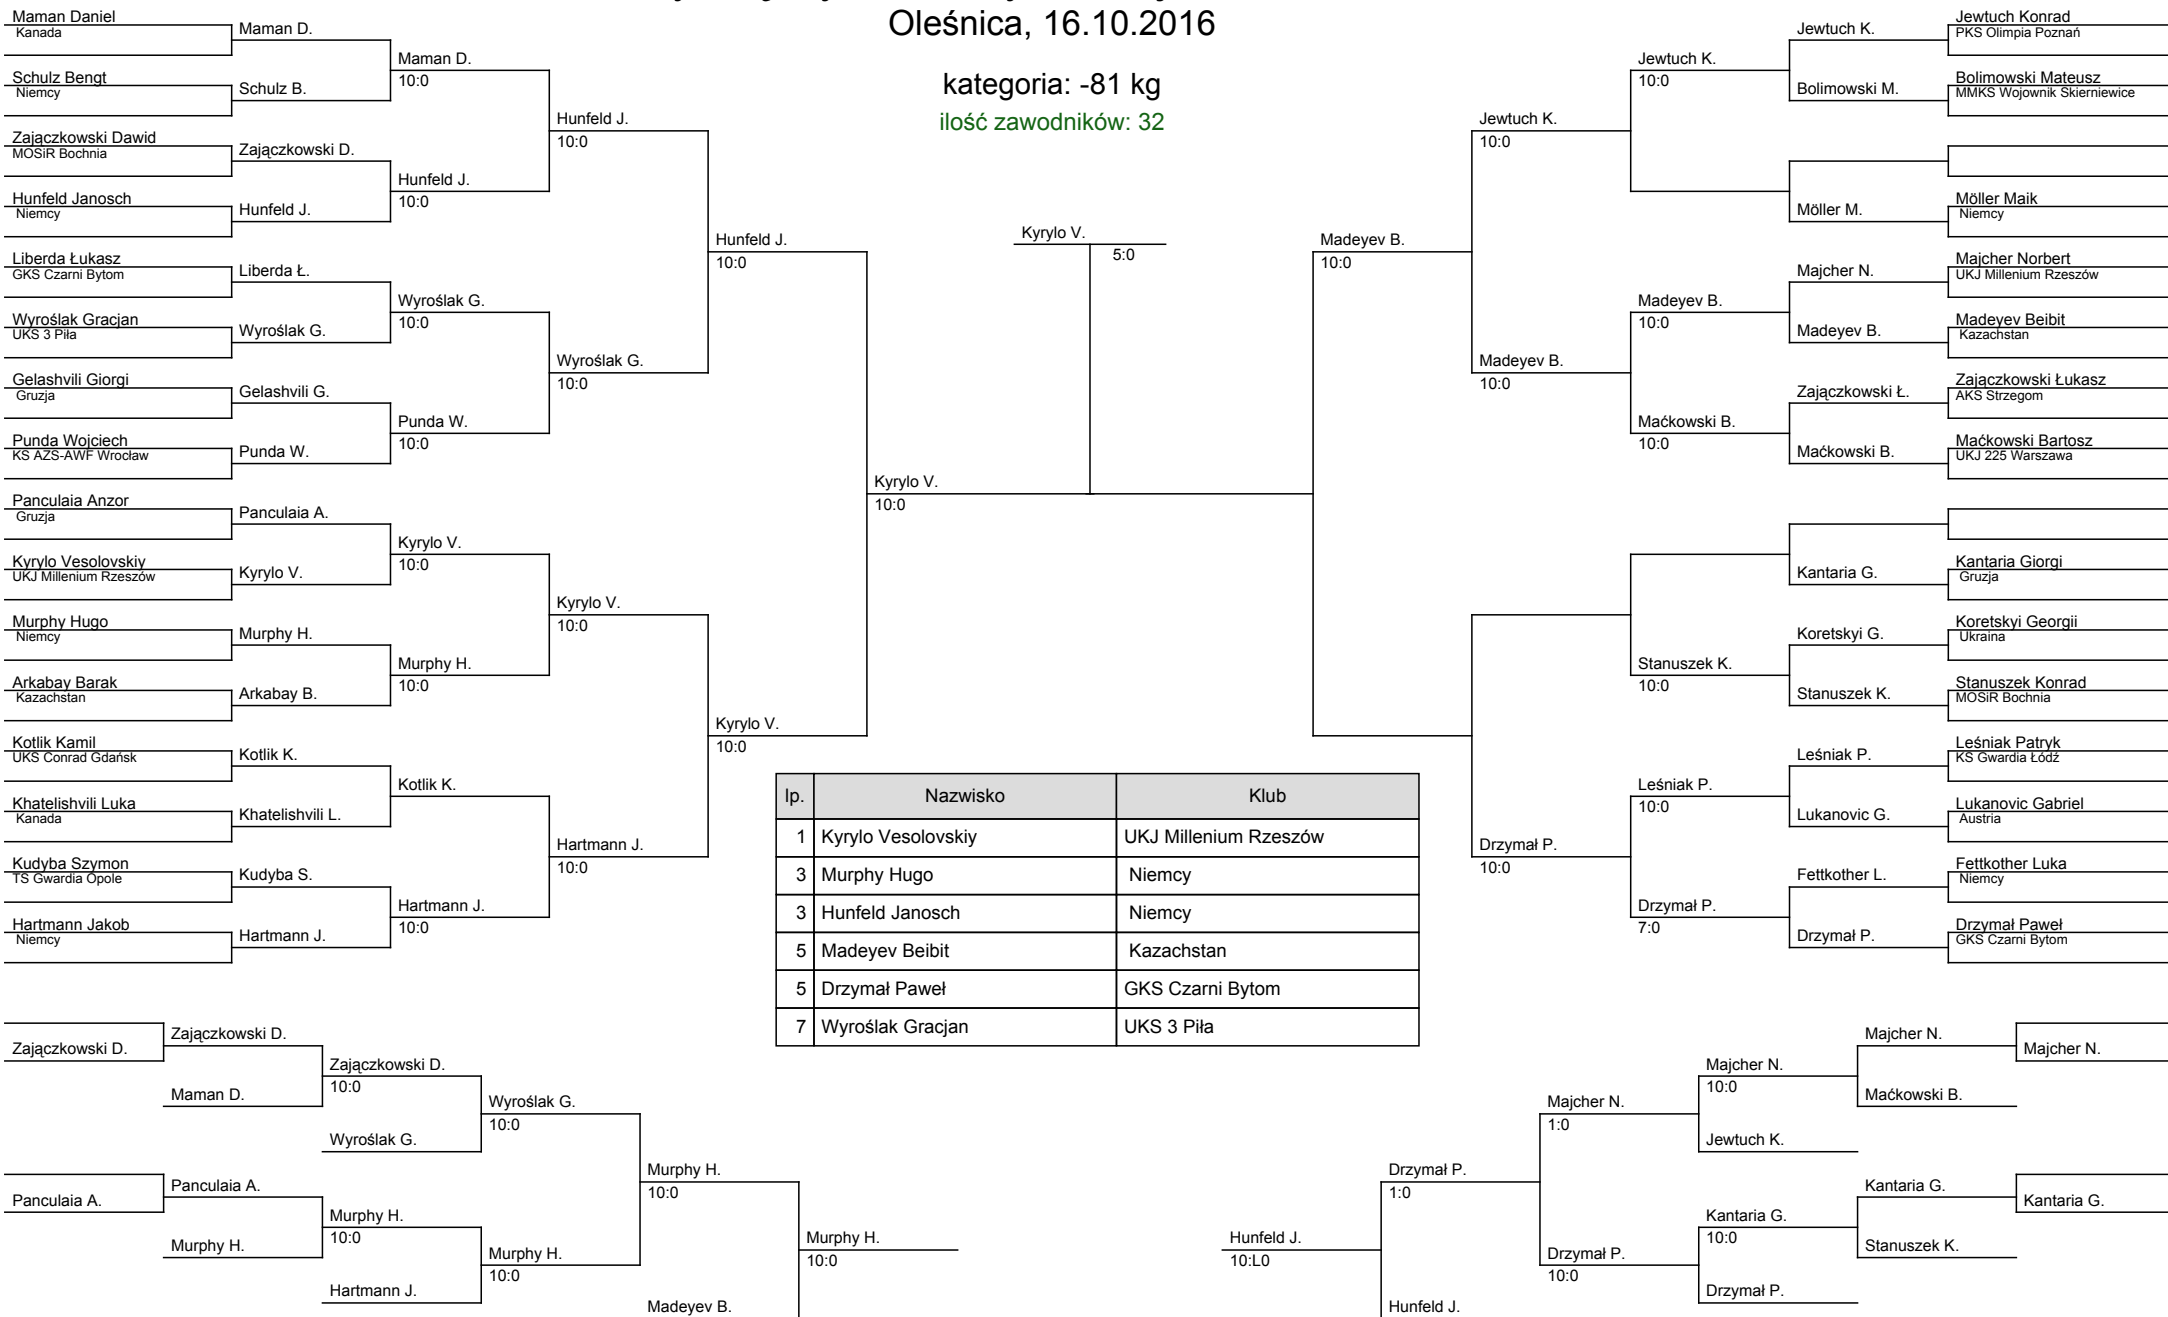 Oleśnica, 16.10.2016
kategoria: -81 kg
ilość zawodników: 32
Maman Daniel
Kanada
Schulz Bengt
Niemcy
Zajączkowski Dawid
MOSiR Bochnia
Hunfeld Janosch
Niemcy
Liberda Łukasz
GKS Czarni Bytom
Wyroślak Gracjan
UKS 3 Piła
Gelashvili Giorgi
Gruzja
Punda Wojciech
KS AZS-AWF Wrocław
Panculaia Anzor
Gruzja
Kyrylo Vesolovskiy
UKJ Millenium Rzeszów
Murphy Hugo
Niemcy
Arkabay Barak
Kazachstan
Kotlik Kamil
UKS Conrad Gdańsk
Khatelishvili Luka
Kanada
Kudyba Szymon
TS Gwardia Opole
Hartmann Jakob
Niemcy
Maman D.
Schulz B.
Zajączkowski D.
Hunfeld J.
Liberda Ł.
Wyroślak G.
Gelashvili G.
Punda W.
Panculaia A.
Kyrylo V.
Murphy H.
Arkabay B.
Kotlik K.
Khatelishvili L.
Kudyba S.
Hartmann J.
Maman D.
10:0
Hunfeld J.
10:0
Wyroślak G.
10:0
Punda W.
10:0
Kyrylo V.
10:0
Murphy H.
10:0
Kotlik K.
Hartmann J.
10:0
Hunfeld J.
10:0
Wyroślak G.
10:0
Kyrylo V.
10:0
Hartmann J.
10:0
Hunfeld J.
10:0
Kyrylo V.
10:0
Kyrylo V.
10:0
Kyrylo V.
5:0
Madeyev B.
10:0
Jewtuch K.
10:0
Madeyev B.
10:0
Drzymał P.
10:0
Jewtuch K.
10:0
Madeyev B.
10:0
Maćkowski B.
10:0
Stanuszek K.
10:0
Leśniak P.
10:0
Drzymał P.
7:0
Jewtuch K.
Bolimowski M.
Möller M.
Majcher N.
Madeyev B.
Zajączkowski Ł.
Maćkowski B.
Kantaria G.
Koretskyi G.
Stanuszek K.
Leśniak P.
Lukanovic G.
Fettkother L.
Drzymał P.
Jewtuch Konrad
PKS Olimpia Poznań
Bolimowski Mateusz
MMKS Wojownik Skierniewice
Möller Maik
Niemcy
Majcher Norbert
UKJ Millenium Rzeszów
Madeyev Beibit
Kazachstan
Zajączkowski Łukasz
AKS Strzegom
Maćkowski Bartosz
UKJ 225 Warszawa
Kantaria Giorgi
Gruzja
Koretskyi Georgii
Ukraina
Stanuszek Konrad
MOSiR Bochnia
Leśniak Patryk
KS Gwardia Łódź
Lukanovic Gabriel
Austria
Fettkother Luka
Niemcy
Drzymał Paweł
GKS Czarni Bytom
lp. Nazwisko Klub
1 Kyrylo Vesolovskiy UKJ Millenium Rzeszów
3 Murphy Hugo Niemcy
3 Hunfeld Janosch Niemcy
5 Madeyev Beibit Kazachstan
5 Drzymał Paweł GKS Czarni Bytom
7 Wyroślak Gracjan UKS 3 Piła
Zajączkowski D.
Panculaia A.
Zajączkowski D.
Maman D.
Panculaia A.
Murphy H.
Zajączkowski D.
10:0
Wyroślak G.
Murphy H.
10:0
Hartmann J.
Wyroślak G.
10:0
Murphy H.
10:0
Murphy H.
10:0
Madeyev B.
Murphy H.
10:0
Hunfeld J.
10:L0
Drzymał P.
1:0
Hunfeld J.
Majcher N.
1:0
Drzymał P.
10:0
Majcher N.
10:0
Jewtuch K.
Kantaria G.
10:0
Drzymał P.
Majcher N.
Maćkowski B.
Kantaria G.
Stanuszek K.
Majcher N.
Kantaria G.